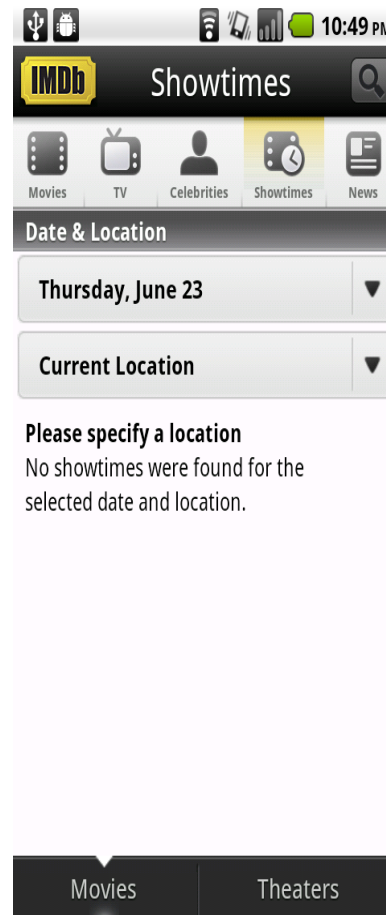 10:49 PM
IMDb
Showtimes
Movies
TV
Celebrities
Showtimes
News
Date & Location
Thursday, June 23
Current Location
Please specify a location
No showtimes were found for the
selected date and location.
Movies
Theaters